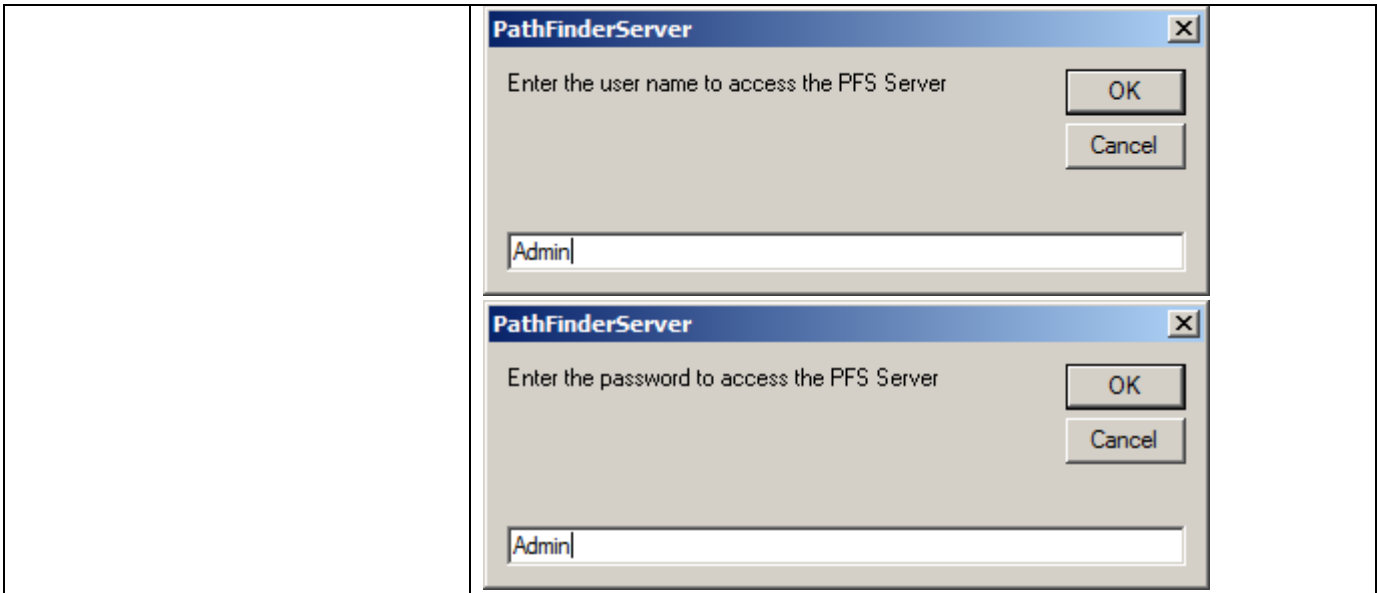 PathFinderServer
Enter the user name to access the PFS Server
OK
Cancel
Admin
PathFinderServer
Enter the password to access the PFS Server
OK
Cancel
Admin